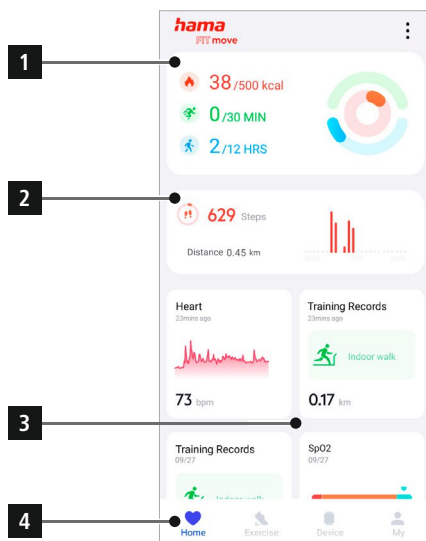 hama
FIT move
1
38/500 kcal
0/30 MIN
2/12 HRS
2
629 Steps
Distance 0.45 km
Heart
23mins ago
73 bpm
Training Records
23mins ago
Indoor walk
0.17 km
3
Training Records
09/27
SpO2
09/27
4
Home
Exercise
Device
My